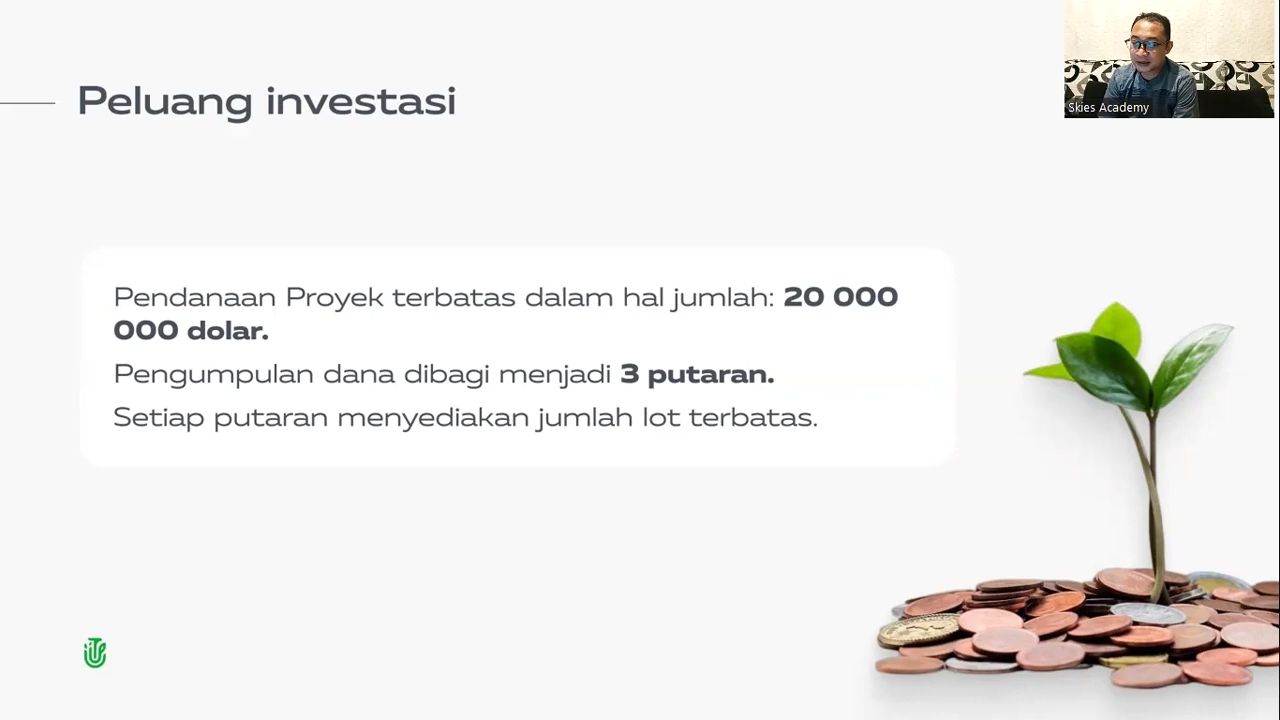 Peluang investasi
Skies Academy
Pendanaan Proyek terbatas dalam hal jumlah: 20 000
000 dolar.
Pengumpulan dana dibagi menjadi 3 putaran.
Setiap putaran menyediakan jumlah lot terbatas.